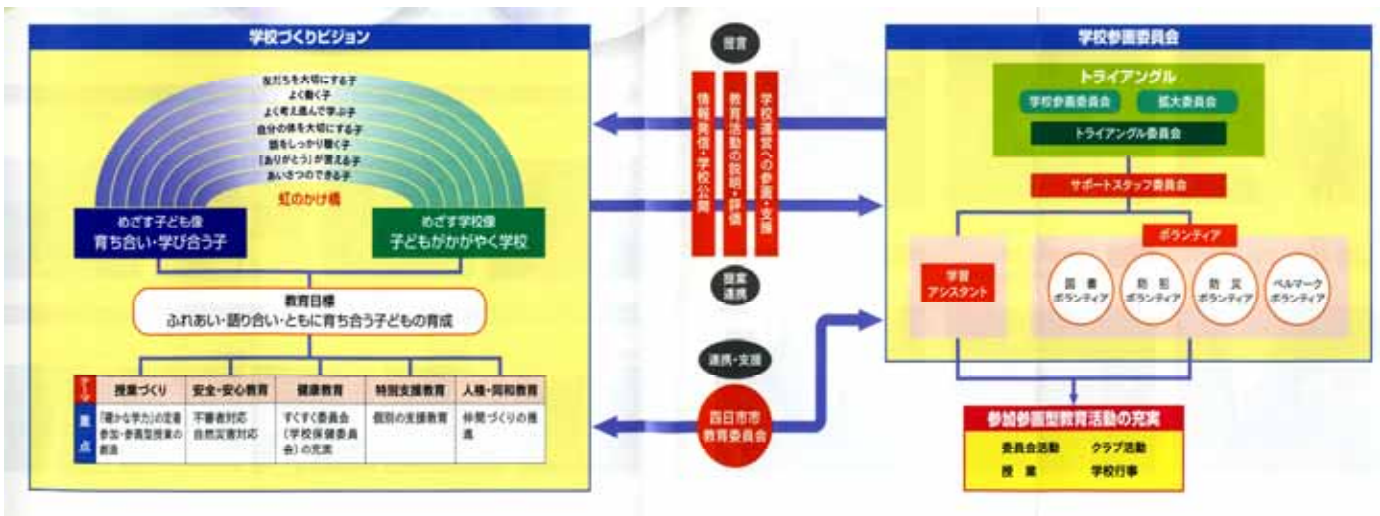 学校づくりビジョン
友だちを大切にする子
よく働く子
よく考え進んで学ぶ子
自分の体を大切にする子
話をしっかり聴く子
「ありがとう」が言える子
あいさつのできる子
虹のかけ橋
めざす子ども像
育ち合い・学び合う子
めざす学校像
子どもがかがやく学校
教育目標
ふれあい・語り合い・ともに育ち合う子どもの育成
テーマ
授業づくり
安全・安心教育
健康教育
特別支援教育
人権・同和教育
重点
「確かな学力」の定着
参加・参画型授業の
創造
不審者対応
自然災害対応
すくすく委員会
(学校保健委員
会)の充実
個別の支援教育
仲間づくりの推
進
提言
情報発信・学校公開
教育活動の説明・評価
学校運営への参画・支援
提案
連携
連携・支援
四日市市
教育委員会
学校参画委員会
トライアングル
学校参画委員会
拡大委員会
トライアングル委員会
サポートスタッフ委員会
ボランティア
学習
アシスタント
図書
ボランティア
防犯
ボランティア
防災
ボランティア
ベルマーク
ボランティア
参加参画型教育活動の充実
委員会活動
クラブ活動
授業
学校行事